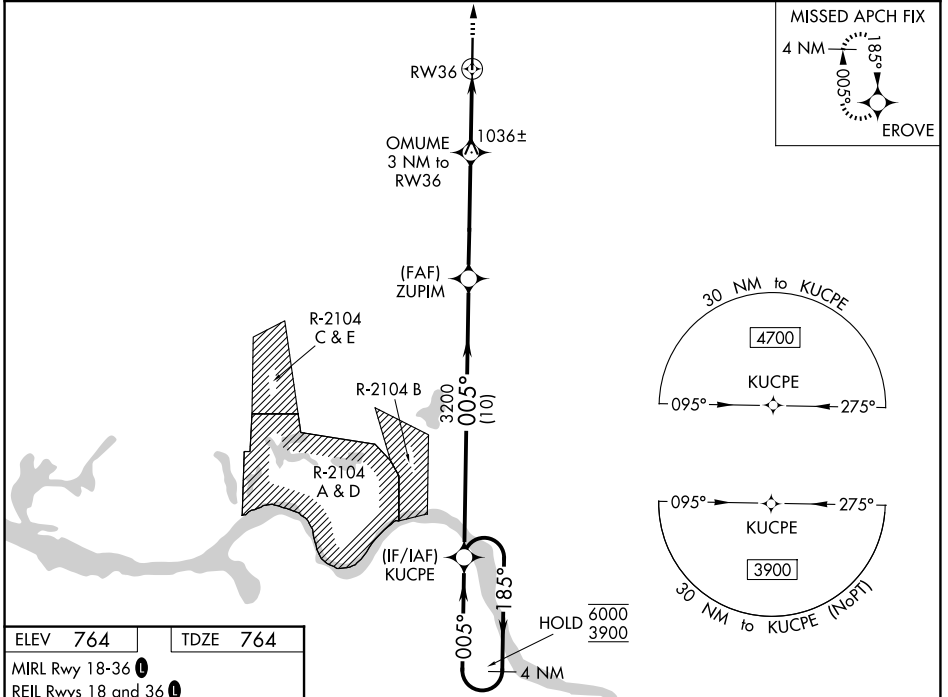 MISSED APCH FIX
4 NM
185°
005°
EROVE
RW36
OMUME
3 NM to
RW36
1036±
(FAF)
ZUPIM
R-2104
C & E
R-2104 B
R-2104
A & D
3200
005°
(10)
30 NM to KUCPE
4700
KUCPE
095°
275°
095°
275°
KUCPE
3900
30 NM to KUCPE (NoPT)
(IF/IAF)
KUCPE
005°
185°
HOLD
6000
3900
4 NM
ELEV 764
TDZE 764
MIRL Rwy 18-36 L
REIL Rwys 18 and 36 L